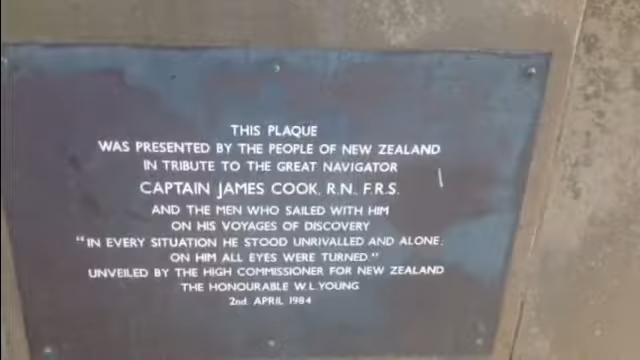 THIS PLAQUE
WAS PRESENTED BY THE PEOPLE OF NEW ZEALAND
IN TRIBUTE TO THE GREAT NAVIGATOR
CAPTAIN JAMES COOK. R.N. F.R.S.
AND THE MEN WHO SAILED WITH HIM
ON HIS VOYAGES OF DISCOVERY
"IN EVERY SITUATION HE STOOD UNRIVALLED AND ALONE.
ON HIM ALL EYES WERE TURNED."
UNVEILED BY THE HIGH COMMISSIONER FOR NEW ZEALAND
THE HONOURABLE W.L.YOUNG
2nd. APRIL 1984